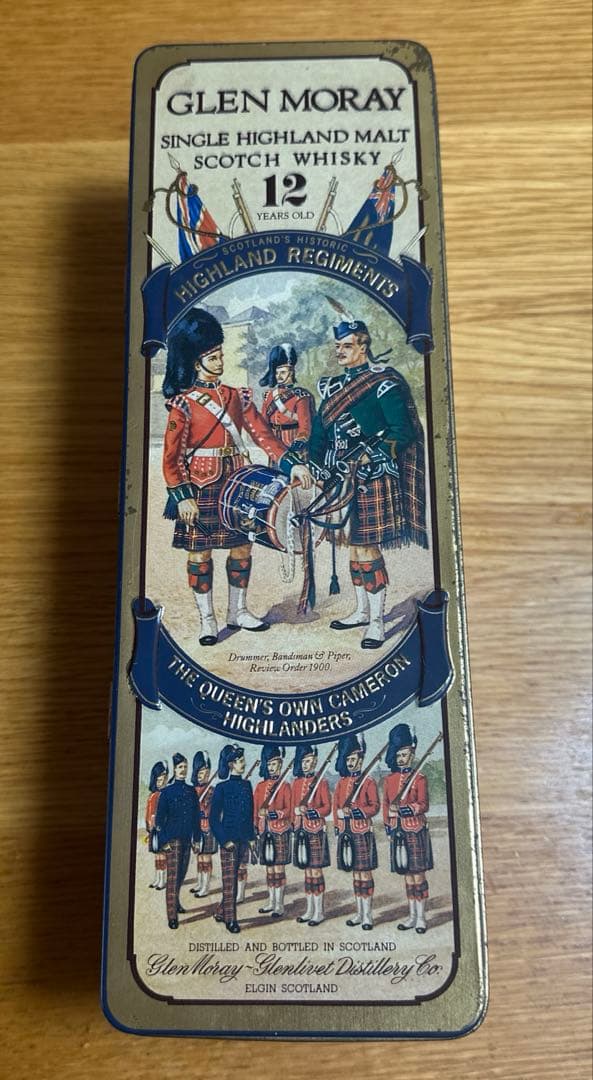 GLEN MORAY
SINGLE HIGHLAND MALT
SCOTCH WHISKY
12
YEARS OLD
SCOTLAND'S HISTORIC
HIGHLAND REGIMENTS
Drummer, Bandsman & Piper,
Review Order 1900.
THE QUEEN'S OWN CAMERON
HIGHLANDERS
DISTILLED AND BOTTLED IN SCOTLAND
Glen Moray~Glenlivet Distillery Co.
ELGIN SCOTLAND